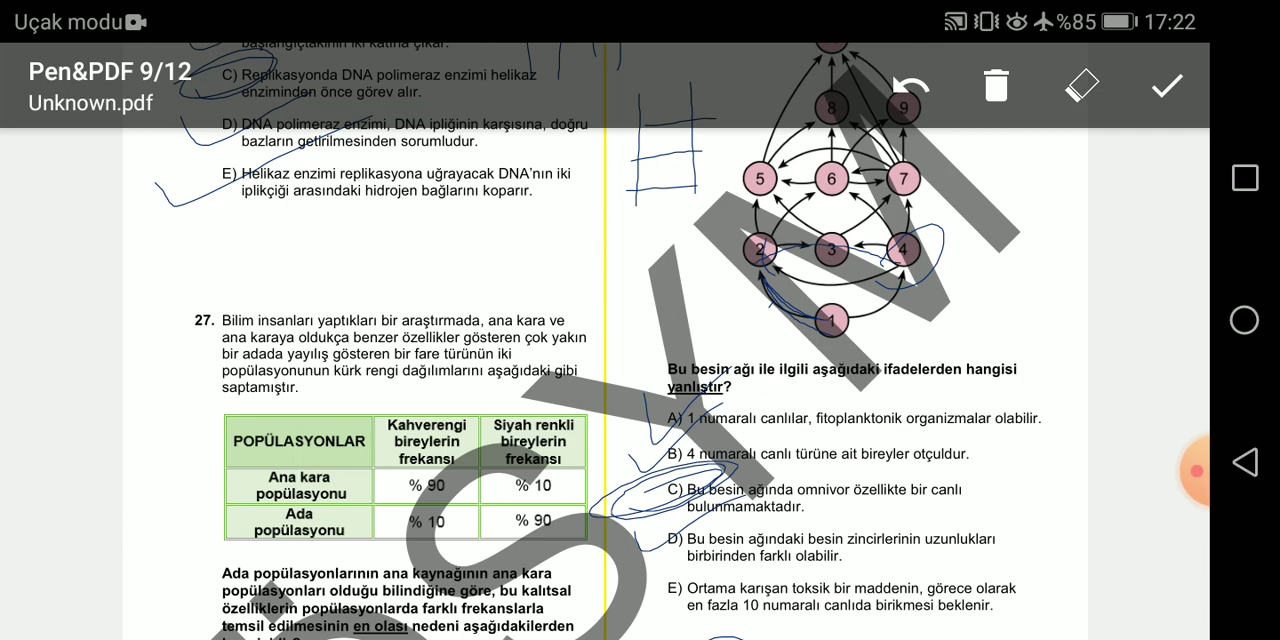 Uçak modu
%85 17:22
Pen&PDF 9/12
Unknown.pdf
başlangıçtakinin iki katına çıkar.
C) Replikasyonda DNA polimeraz enzimi helikaz
enziminden önce görev alır.
D) DNA polimeraz enzimi, DNA ipliğinin karşısına, doğru
bazların getirilmesinden sorumludur.
E) Helikaz enzimi replikasyona uğrayacak DNA'nın iki
iplikçiği arasındaki hidrojen bağlarını koparır.
27. Bilim insanları yaptıkları bir araştırmada, ana kara ve
ana karaya oldukça benzer özellikler gösteren çok yakın
bir adada yayılış gösteren bir fare türünün iki
popülasyonunun kürk rengi dağılımlarını aşağıdaki gibi
saptamıştır.
POPÜLASYONLAR
Kahverengi
bireylerin
frekansı
Siyah renkli
bireylerin
frekansı
Ana kara
popülasyonu
% 90
% 10
Ada
popülasyonu
% 10
% 90
Ada popülasyonlarının ana kaynağının ana kara
popülasyonları olduğu bilindiğine göre, bu kalıtsal
özelliklerin popülasyonlarda farklı frekanslarla
temsil edilmesinin en olası nedeni aşağıdakilerden
8 9
5 6 7
2 3 4
1
Bu besin ağı ile ilgili aşağıdaki ifadelerden hangisi
yanlıştır?
A) 1 numaralı canlılar, fitoplanktonik organizmalar olabilir.
B) 4 numaralı canlı türüne ait bireyler otçuldur.
C) Bu besin ağında omnivor özellikte bir canlı
bulunmamaktadır.
D) Bu besin ağındaki besin zincirlerinin uzunlukları
birbirinden farklı olabilir.
E) Ortama karışan toksik bir maddenin, görece olarak
en fazla 10 numaralı canlıda birikmesi beklenir.
ÖSYM